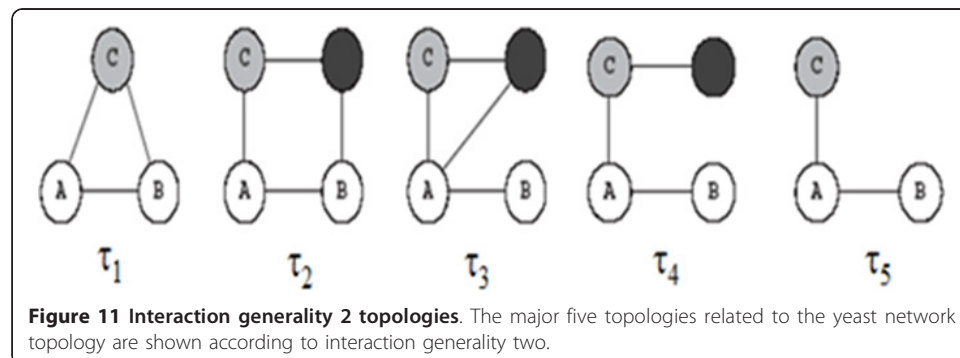 C C C C C
A B A B A B A B A B
τ1 τ2 τ3 τ4 τ5
Figure 11 Interaction generality 2 topologies. The major five topologies related to the yeast network
topology are shown according to interaction generality two.